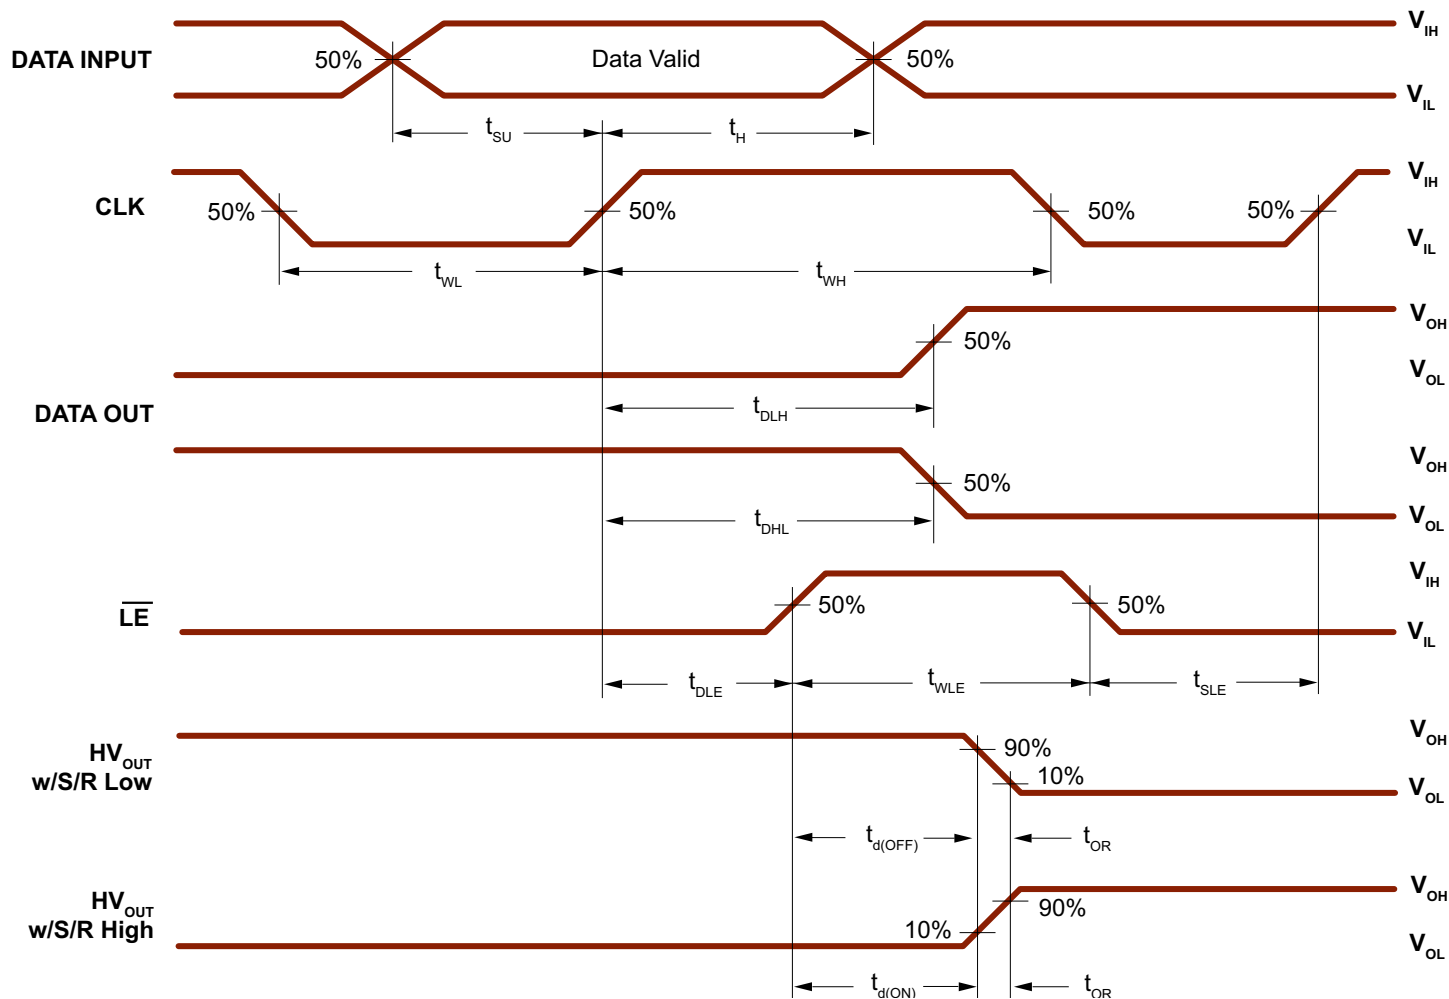 V_IH
DATA INPUT 50% Data Valid 50%
V_IL
t_SU t_H
V_IH
CLK 50% 50% 50% 50%
V_IL
t_WL t_WH
V_OH
50%
V_OL
DATA OUT t_DLH
V_OH
50%
t_DHL V_OL
V_IH
LE 50% 50%
V_IL
t_DLE t_WLE t_SLE
V_OH
HV_OUT 90%
w/S/R Low 10%
V_OL
t_d(OFF) t_OR
V_OH
HV_OUT 90%
w/S/R High 10%
V_OL
t_d(ON) t_OR